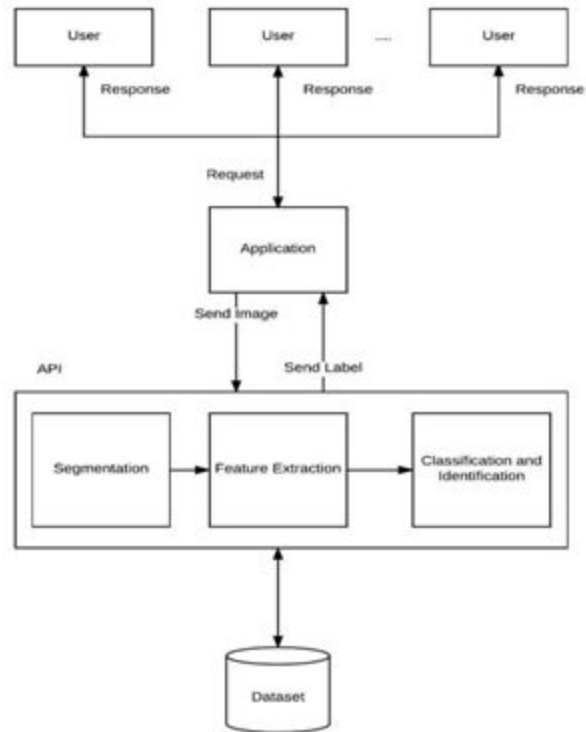 User
User
....
User
Response
Response
Response
Request
Application
Send Image
Send Label
API
Segmentation
Feature Extraction
Classification and
Identification
Dataset